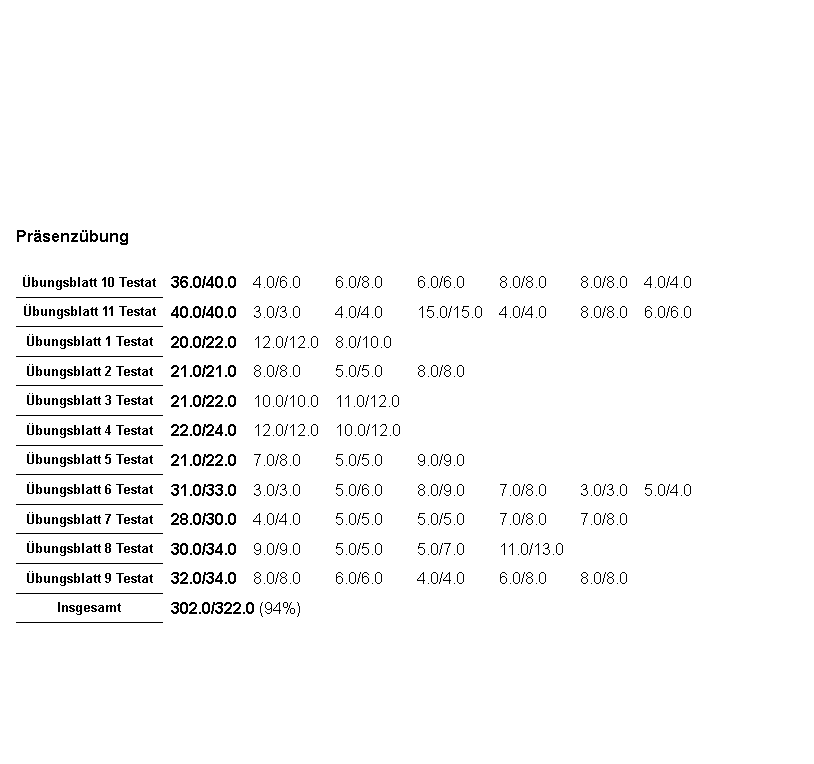 Präsenzübung
Übungsblatt 10 Testat 36.0/40.0 4.0/6.0 6.0/8.0 6.0/6.0 8.0/8.0 8.0/8.0 4.0/4.0
Übungsblatt 11 Testat 40.0/40.0 3.0/3.0 4.0/4.0 15.0/15.0 4.0/4.0 8.0/8.0 6.0/6.0
Übungsblatt 1 Testat 20.0/22.0 12.0/12.0 8.0/10.0
Übungsblatt 2 Testat 21.0/21.0 8.0/8.0 5.0/5.0 8.0/8.0
Übungsblatt 3 Testat 21.0/22.0 10.0/10.0 11.0/12.0
Übungsblatt 4 Testat 22.0/24.0 12.0/12.0 10.0/12.0
Übungsblatt 5 Testat 21.0/22.0 7.0/8.0 5.0/5.0 9.0/9.0
Übungsblatt 6 Testat 31.0/33.0 3.0/3.0 5.0/6.0 8.0/9.0 7.0/8.0 3.0/3.0 5.0/4.0
Übungsblatt 7 Testat 28.0/30.0 4.0/4.0 5.0/5.0 5.0/5.0 7.0/8.0 7.0/8.0
Übungsblatt 8 Testat 30.0/34.0 9.0/9.0 5.0/5.0 5.0/7.0 11.0/13.0
Übungsblatt 9 Testat 32.0/34.0 8.0/8.0 6.0/6.0 4.0/4.0 6.0/8.0 8.0/8.0
Insgesamt 302.0/322.0 (94%)